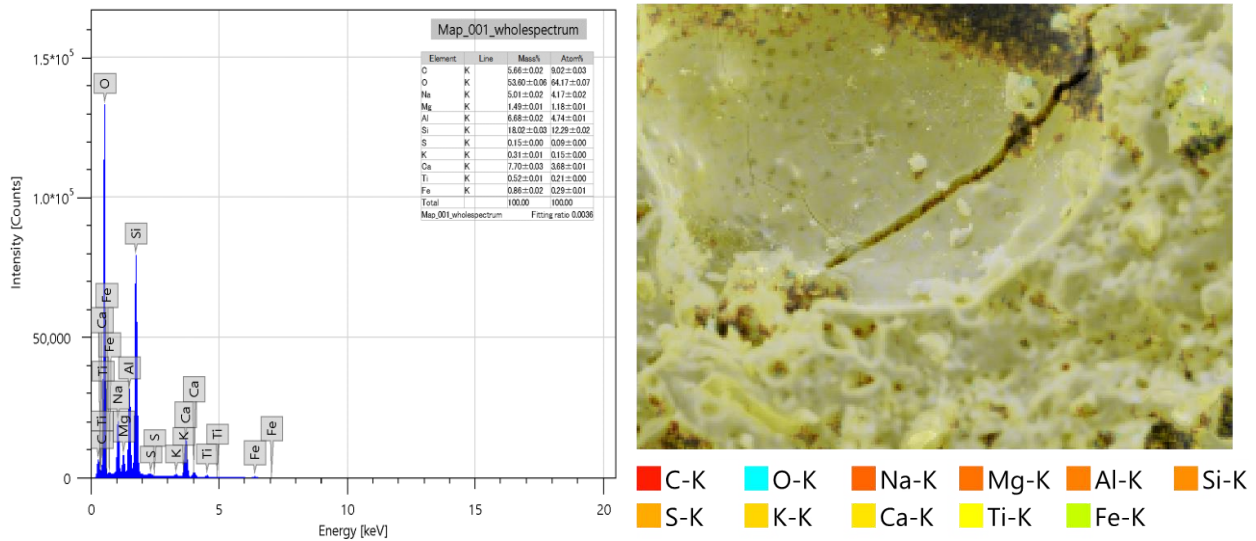 Map_001_wholespectrum
Element Line Mass% Atom%
C K 5.66±0.02 9.02±0.03
O K 53.60±0.06 64.17±0.07
Na K 5.01±0.02 4.17±0.02
Mg K 1.49±0.01 1.18±0.01
Al K 6.68±0.02 4.74±0.01
Si K 18.02±0.03 12.29±0.02
S K 0.15±0.00 0.09±0.00
K K 0.31±0.01 0.15±0.00
Ca K 7.70±0.03 3.68±0.01
Ti K 0.52±0.01 0.21±0.00
Fe K 0.86±0.02 0.29±0.01
Total 100.00 100.00
Map_001_wholespectrum Fitting ratio 0.0036
Intensity [Counts]
1.5*10^5
1.0*10^5
50,000
0
O
Si
Fe
Ca
Fe
Ti
Ti
C
Na
Mg
Al
S
S
K
K
Ca
Ca
Ti
Ti
Fe
Fe
0 5 10 15 20
Energy [keV]
C-K O-K Na-K Mg-K Al-K Si-K
S-K K-K Ca-K Ti-K Fe-K